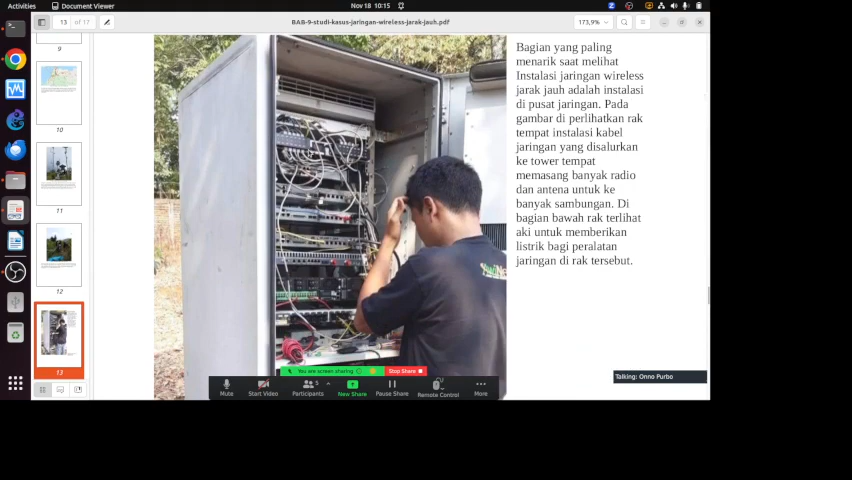 Activities
Document Viewer
Nov 18 10:15
13 of 17
BAB-9-studi-kasus-jaringan-wireless-jarak-jauh.pdf
173,9%
9
10
11
12
13
Bagian yang paling
menarik saat melihat
Instalasi jaringan wireless
jarak jauh adalah instalasi
di pusat jaringan. Pada
gambar di perlihatkan rak
tempat instalasi kabel
jaringan yang disalurkan
ke tower tempat
memasang banyak radio
dan antena untuk ke
banyak sambungan. Di
bagian bawah rak terlihat
aki untuk memberikan
listrik bagi peralatan
jaringan di rak tersebut.
You are screen sharing
Stop Share
Talking: Onno Purbo
5
Mute
Start Video
Participants
New Share
Pause Share
Remote Control
More